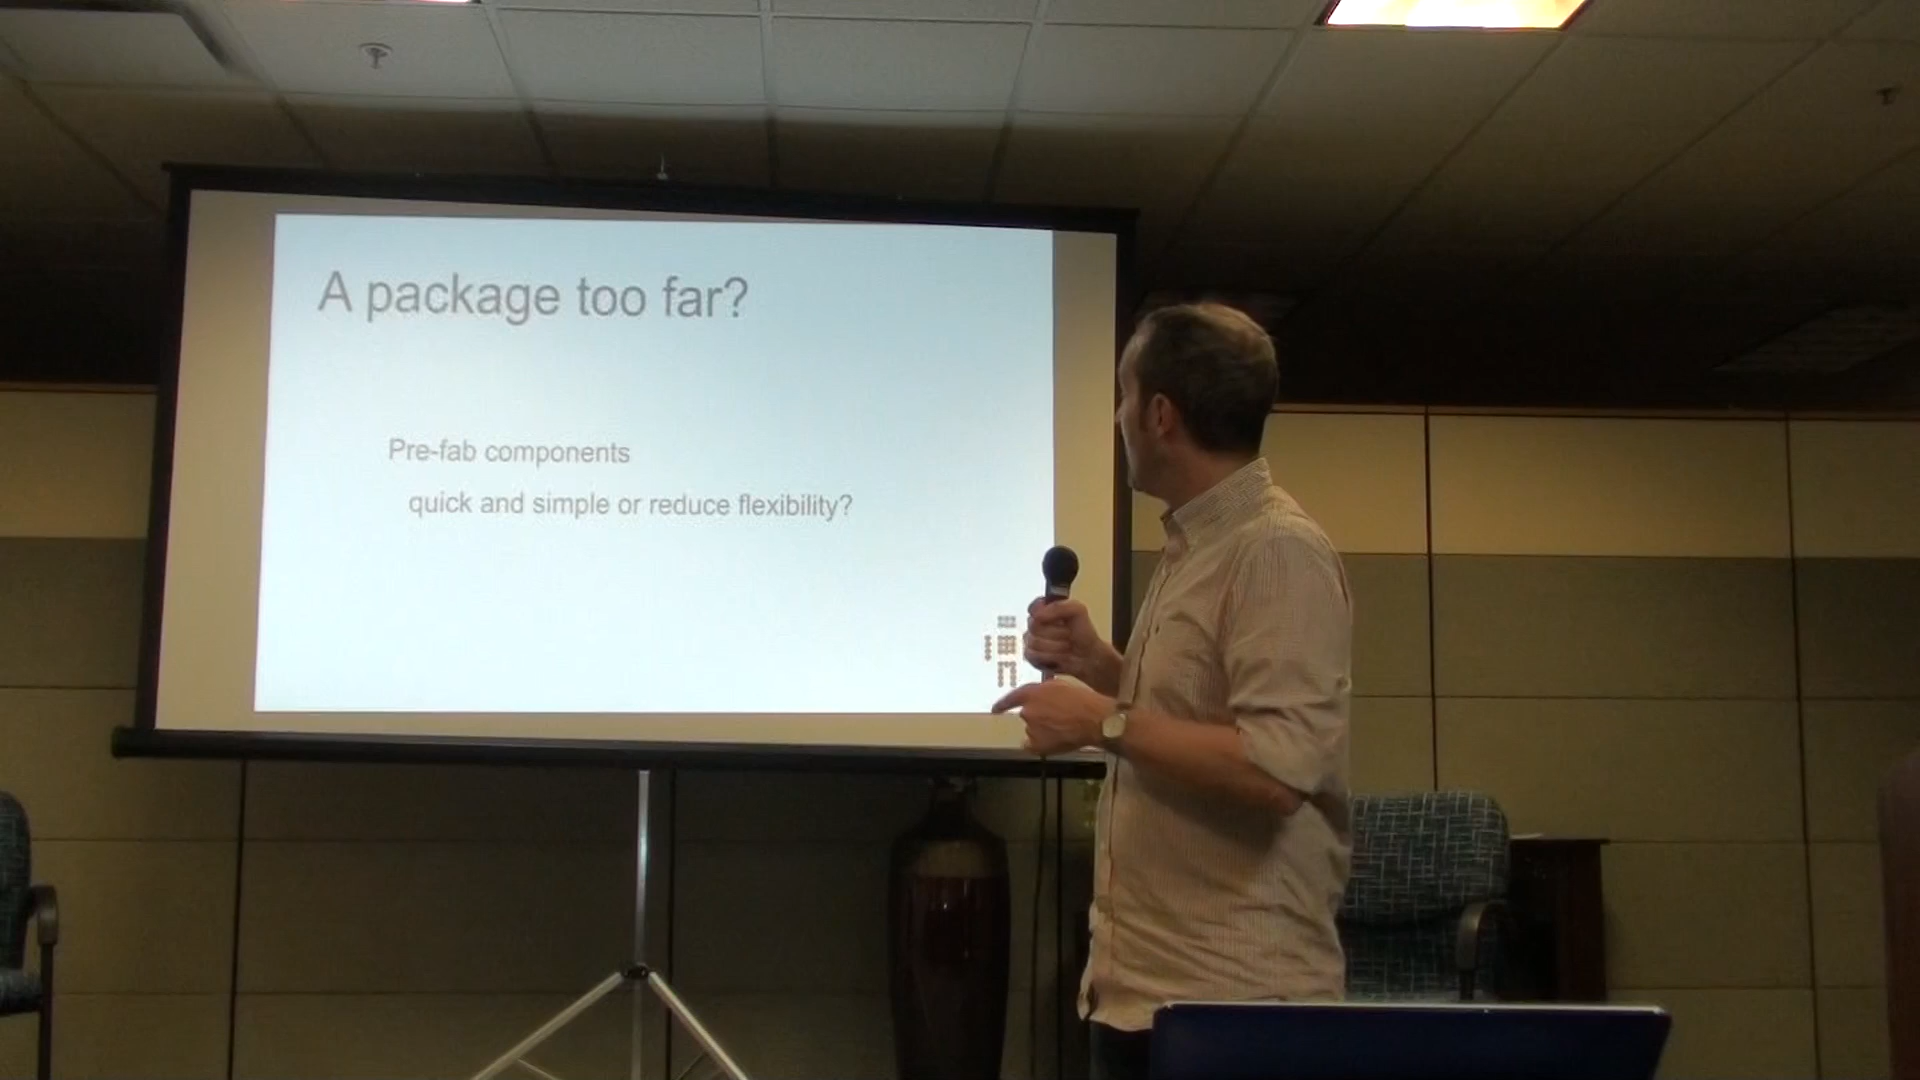 A package too far?
Pre-fab components
quick and simple or reduce flexibility?